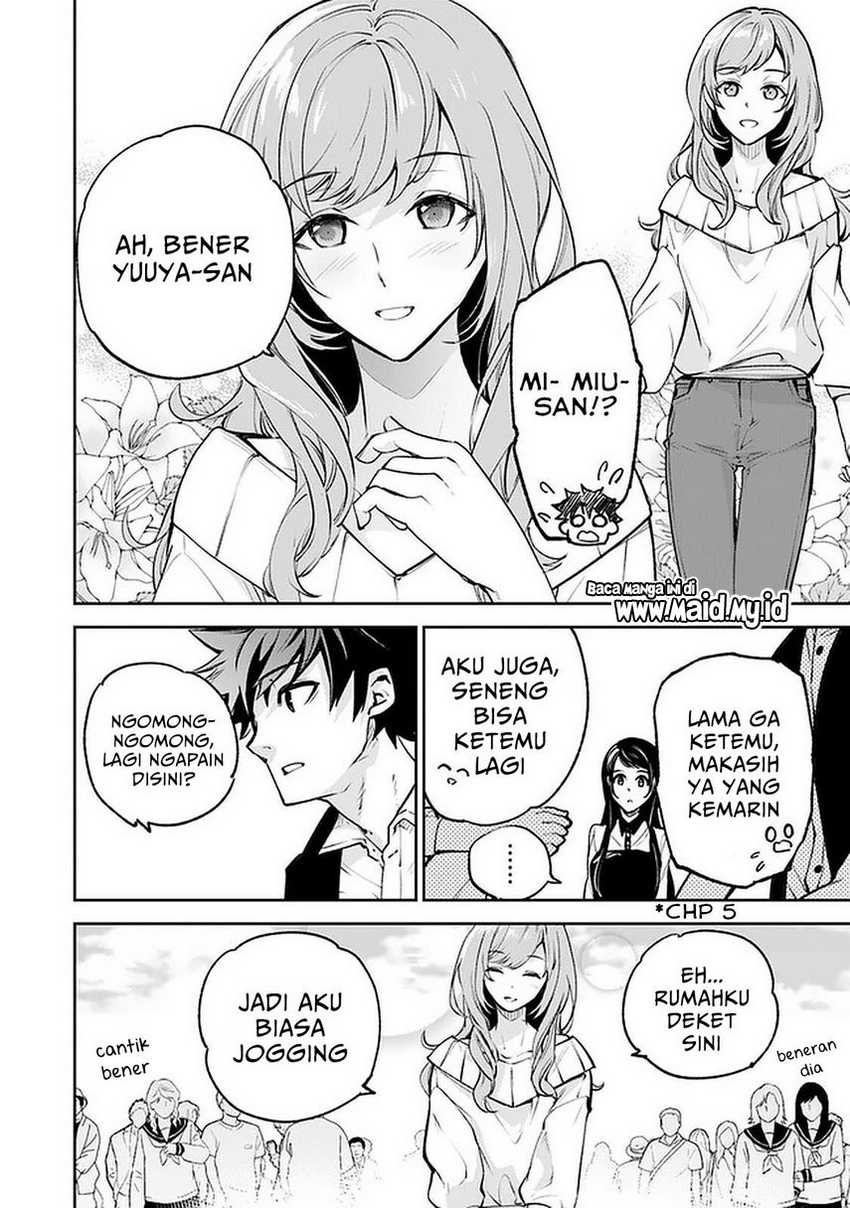 MI- MIU-
SAN!?
AH, BENER
YUUYA-SAN
Baca Manga ini di
www.Maid.My.id
LAMA GA
KETEMU,
MAKASIH
YA YANG
KEMARIN
AKU JUGA,
SENENG
BISA
KETEMU
LAGI
......
*CHP 5
NGOMONG-
NGOMONG,
LAGI NGAPAIN
DISINI?
EH...
RUMAHKU
DEKET
SINI
beneran
dia
JADI AKU
BIASA
JOGGING
cantik
bener